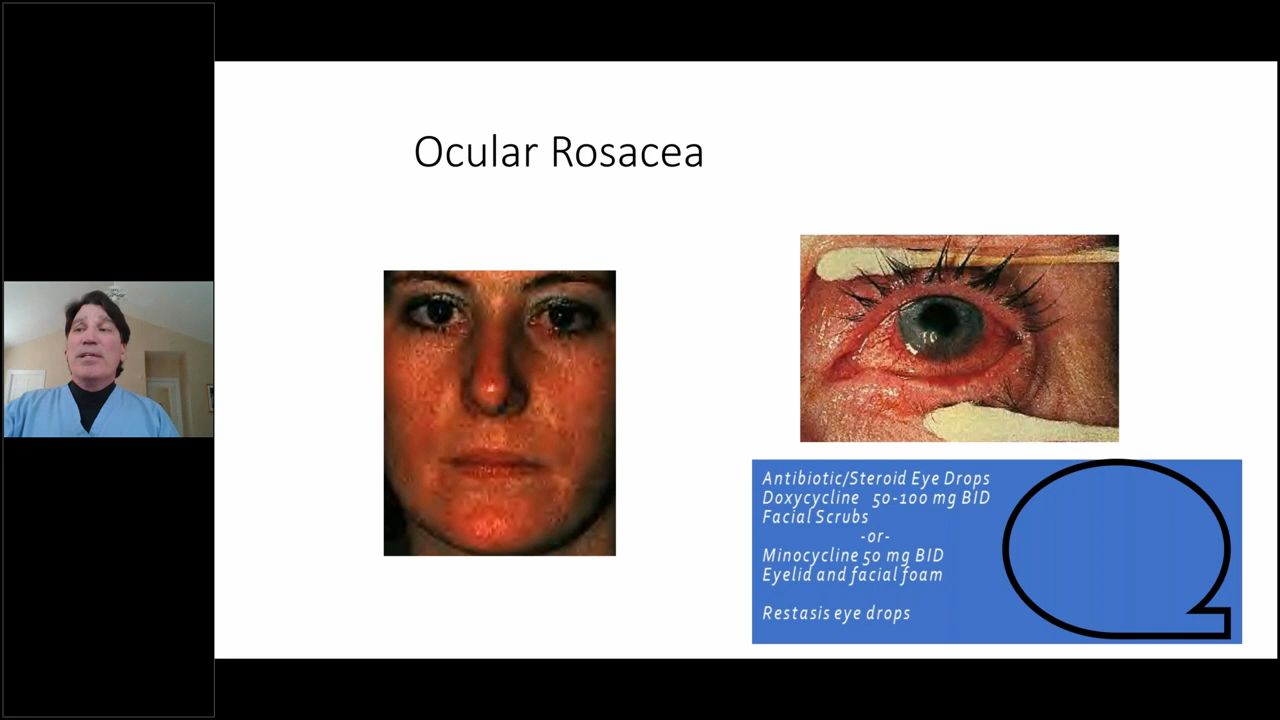 Ocular Rosacea
Antibiotic/Steroid Eye Drops
Doxycycline 50-100 mg BID
Facial Scrubs
-or-
Minocycline 50 mg BID
Eyelid and facial foam
Restasis eye drops